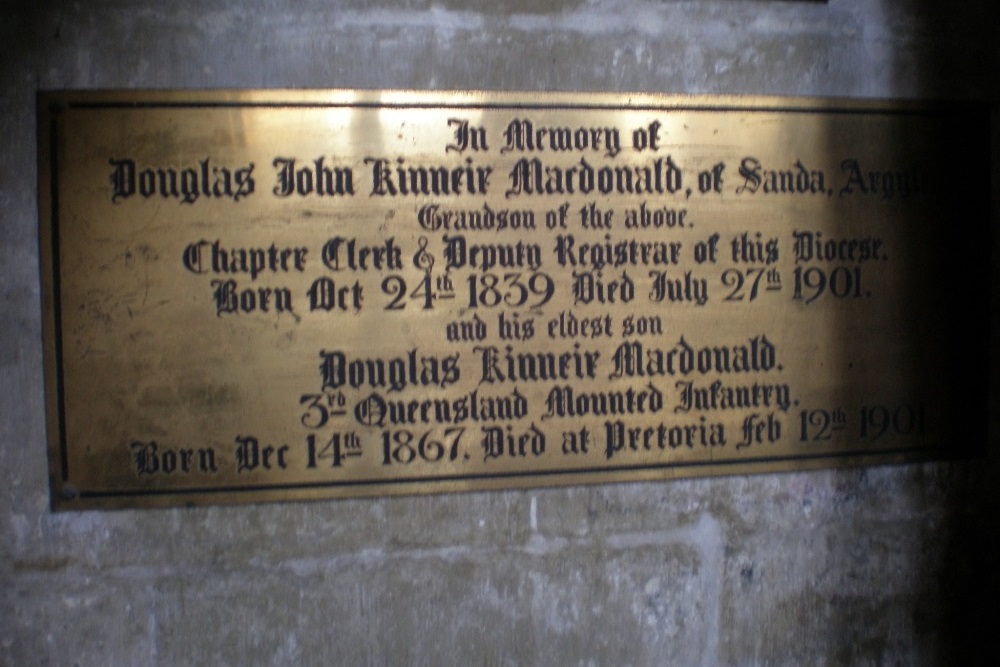 In Memory of
Douglas John Kinneir Macdonald, of Sanda,
Grandson of the above.
Chapter Clerk & Deputy Registrar of this Diocese.
Born Oct 24th 1839 Died July 27th 1901.
and his eldest son
Douglas Kinneir Macdonald.
3rd Queensland Mounted Infantry.
Born Dec 14th 1867. Died at Pretoria Feb 12th 1901